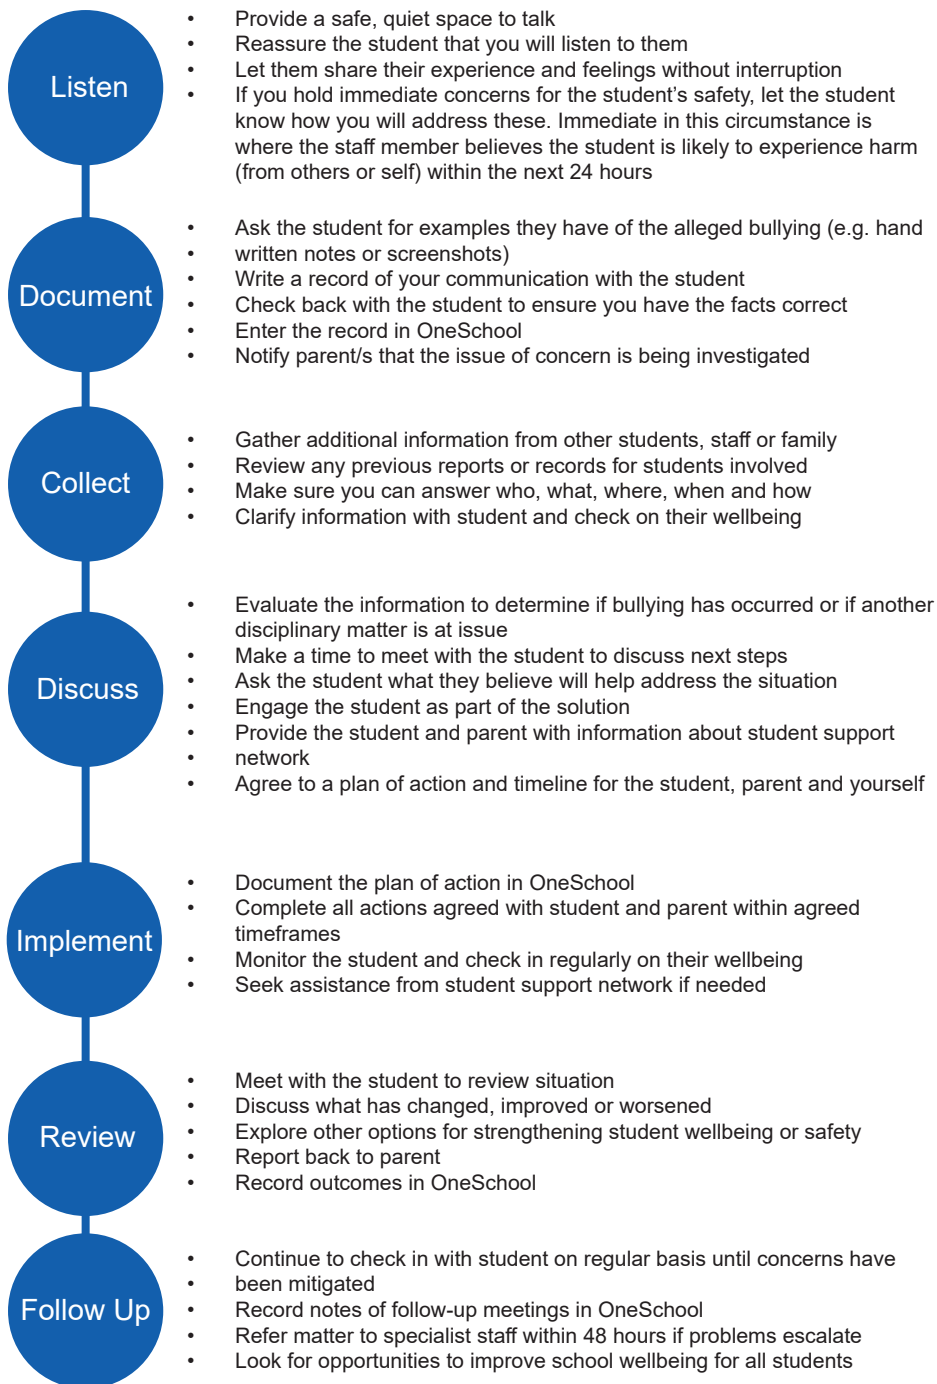 Listen
• Provide a safe, quiet space to talk
• Reassure the student that you will listen to them
• Let them share their experience and feelings without interruption
• If you hold immediate concerns for the student's safety, let the student
know how you will address these. Immediate in this circumstance is
where the staff member believes the student is likely to experience harm
(from others or self) within the next 24 hours
Document
• Ask the student for examples they have of the alleged bullying (e.g. hand
• written notes or screenshots)
• Write a record of your communication with the student
• Check back with the student to ensure you have the facts correct
• Enter the record in OneSchool
• Notify parent/s that the issue of concern is being investigated
Collect
• Gather additional information from other students, staff or family
• Review any previous reports or records for students involved
• Make sure you can answer who, what, where, when and how
• Clarify information with student and check on their wellbeing
Discuss
• Evaluate the information to determine if bullying has occurred or if another
disciplinary matter is at issue
• Make a time to meet with the student to discuss next steps
• Ask the student what they believe will help address the situation
• Engage the student as part of the solution
• Provide the student and parent with information about student support
• network
• Agree to a plan of action and timeline for the student, parent and yourself
Implement
• Document the plan of action in OneSchool
• Complete all actions agreed with student and parent within agreed
timeframes
• Monitor the student and check in regularly on their wellbeing
• Seek assistance from student support network if needed
Review
• Meet with the student to review situation
• Discuss what has changed, improved or worsened
• Explore other options for strengthening student wellbeing or safety
• Report back to parent
• Record outcomes in OneSchool
Follow Up
• Continue to check in with student on regular basis until concerns have
• been mitigated
• Record notes of follow-up meetings in OneSchool
• Refer matter to specialist staff within 48 hours if problems escalate
• Look for opportunities to improve school wellbeing for all students